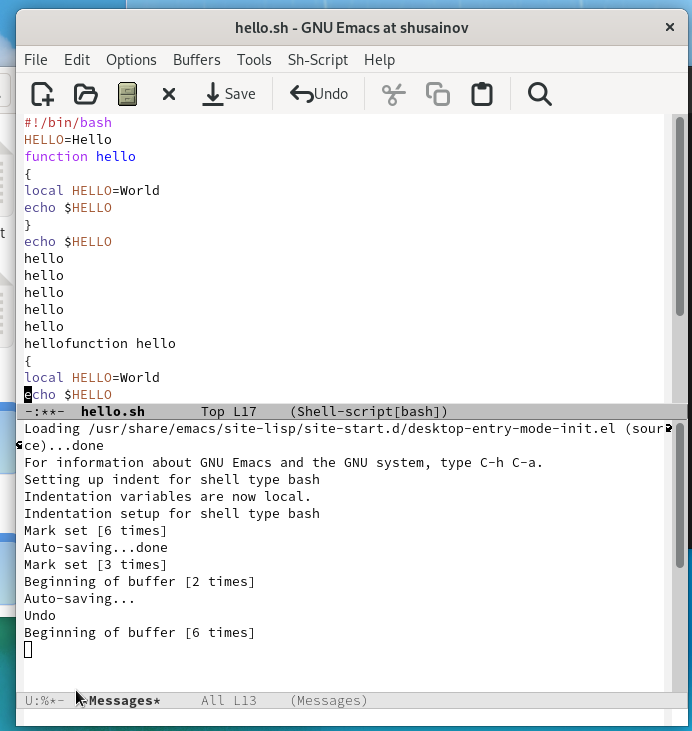 hello.sh - GNU Emacs at shusainov
File Edit Options Buffers Tools Sh-Script Help
Save Undo
#!/bin/bash
HELLO=Hello
function hello
{
local HELLO=World
echo $HELLO
}
echo $HELLO
hello
hello
hello
hello
hello
hellofunction hello
{
local HELLO=World
echo $HELLO
-:**- hello.sh Top L17 (Shell-script[bash])
Loading /usr/share/emacs/site-lisp/site-start.d/desktop-entry-mode-init.el (sour
ce)...done
For information about GNU Emacs and the GNU system, type C-h C-a.
Setting up indent for shell type bash
Indentation variables are now local.
Indentation setup for shell type bash
Mark set [6 times]
Auto-saving...done
Mark set [3 times]
Beginning of buffer [2 times]
Auto-saving...
Undo
Beginning of buffer [6 times]
U:%*- *Messages* All L13 (Messages)
t